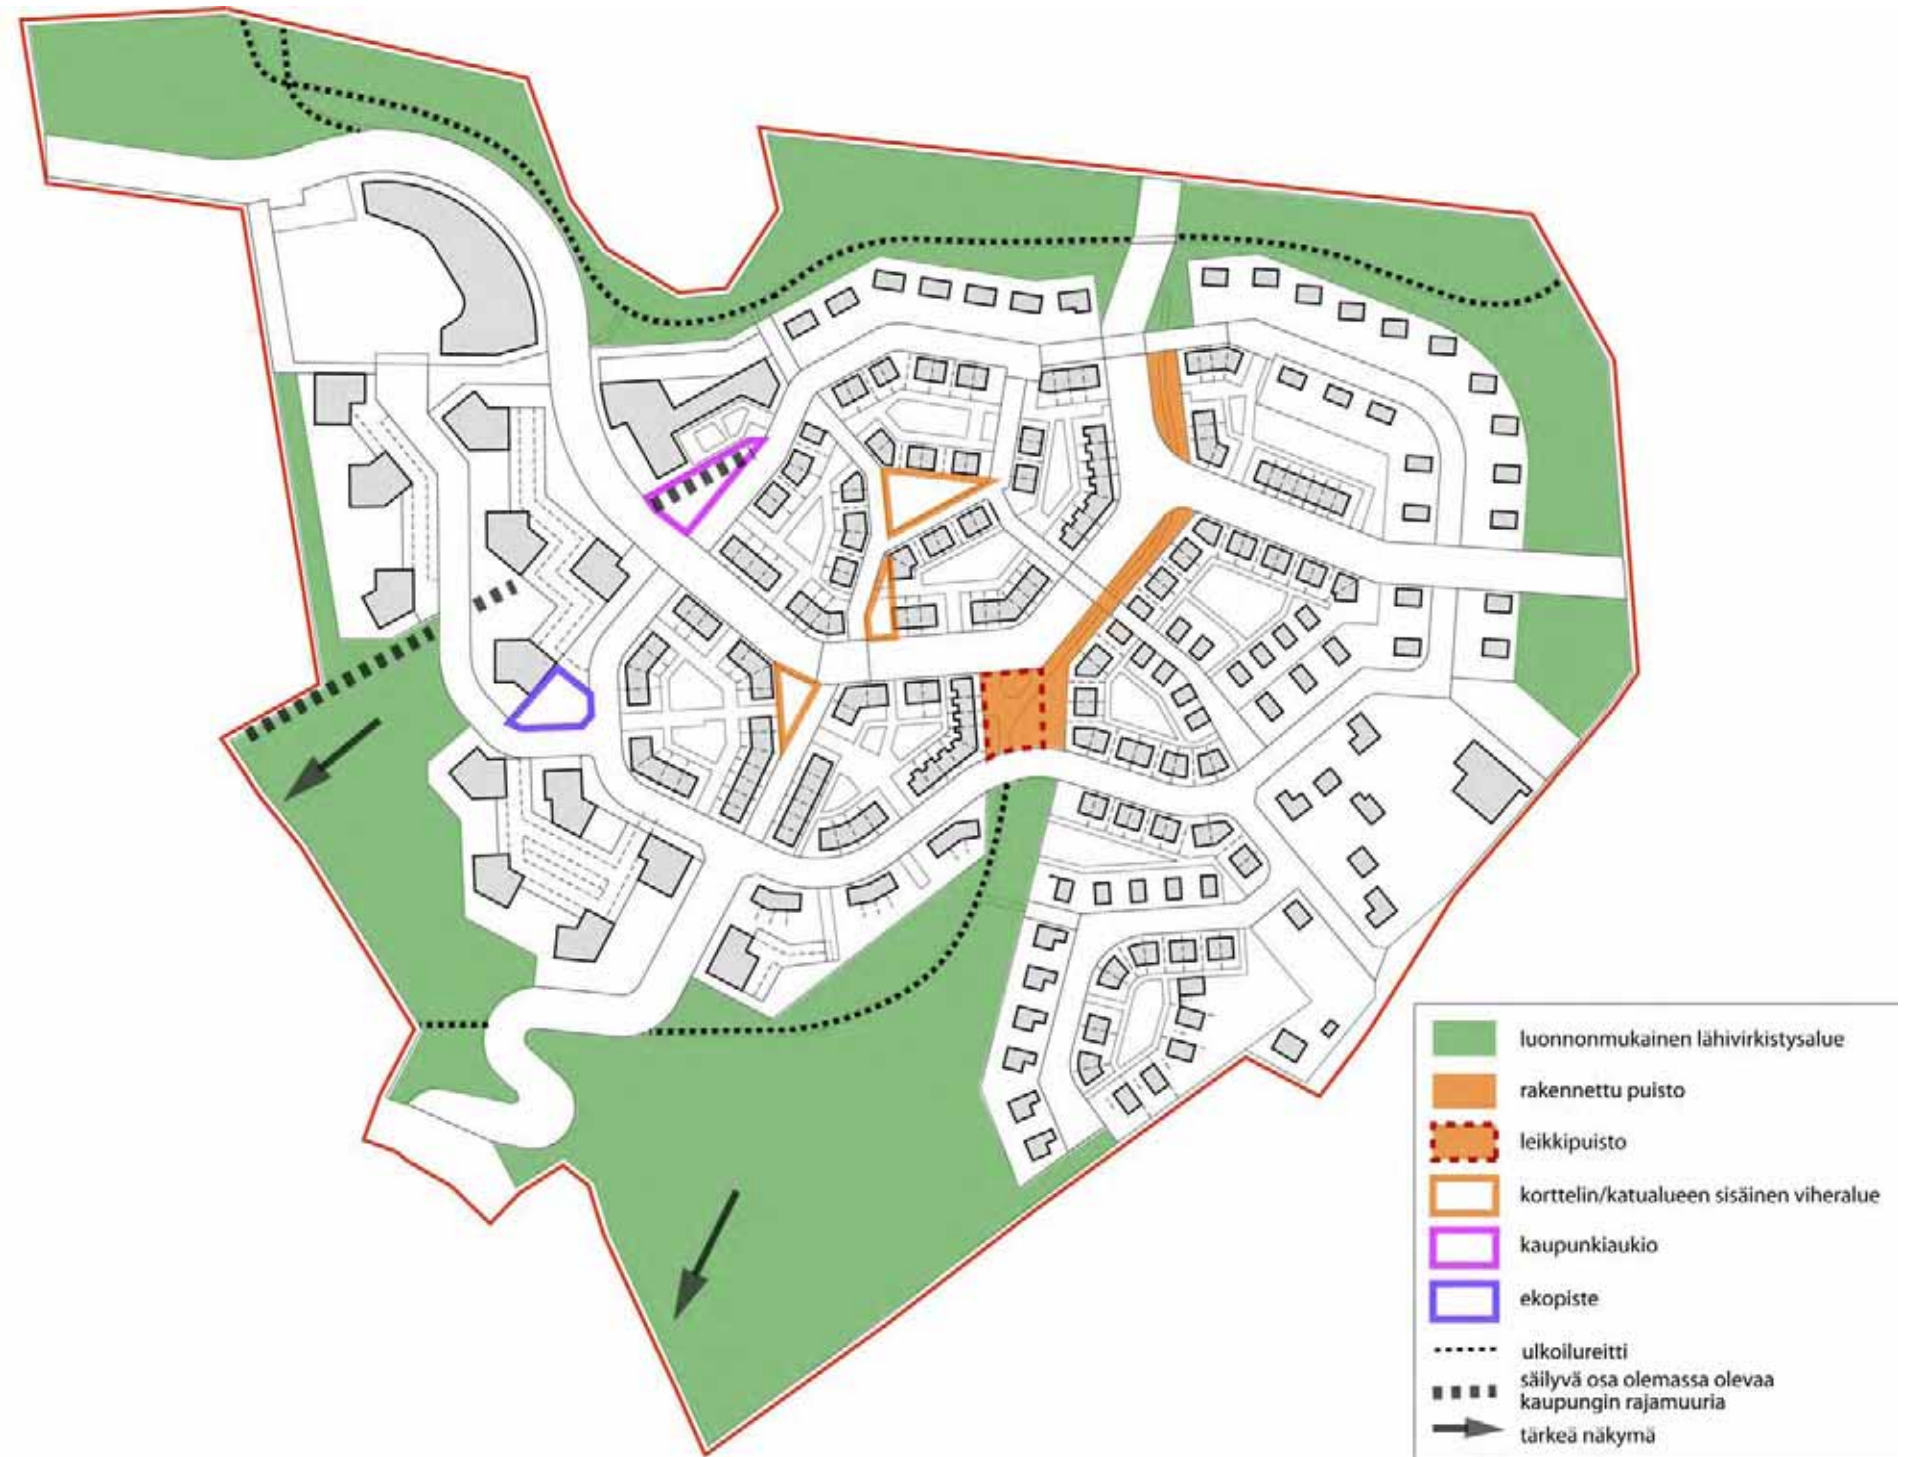 luonnonmukainen lähivirkistysalue
rakennettu puisto
leikkipuisto
korttelin/katualueen sisäinen viheralue
kaupunkiaukio
ekopiste
ulkoilureitti
säilyvä osa olemassa olevaa
kaupungin rajamuuria
tärkeä näkymä